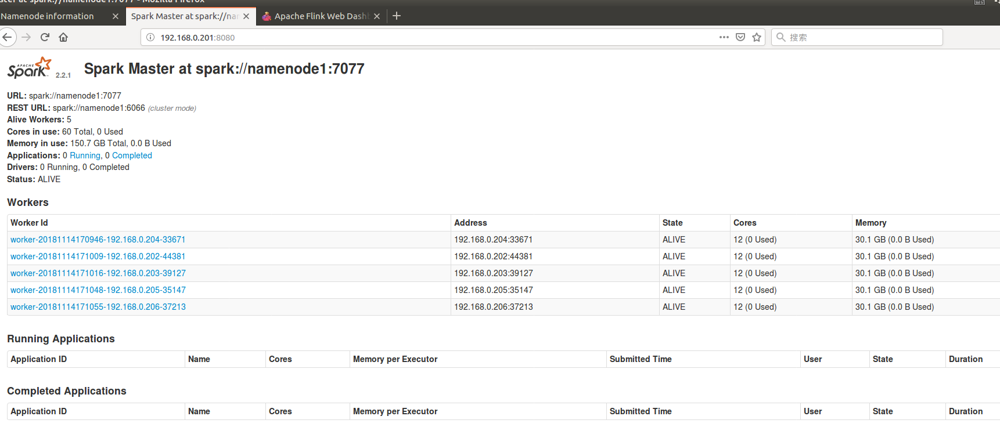 ster at spark://namenode1:7077 - Mozilla Firefox
Namenode information
Spark Master at spark://nar
Apache Flink Web Dash
192.168.0.201:8080
搜索
APACHE Spark 2.2.1 Spark Master at spark://namenode1:7077
URL: spark://namenode1:7077
REST URL: spark://namenode1:6066 (cluster mode)
Alive Workers: 5
Cores in use: 60 Total, 0 Used
Memory in use: 150.7 GB Total, 0.0 B Used
Applications: 0 Running, 0 Completed
Drivers: 0 Running, 0 Completed
Status: ALIVE
Workers
Worker Id Address State Cores Memory
worker-20181114170946-192.168.0.204-33671 192.168.0.204:33671 ALIVE 12 (0 Used) 30.1 GB (0.0 B Used)
worker-20181114171009-192.168.0.202-44381 192.168.0.202:44381 ALIVE 12 (0 Used) 30.1 GB (0.0 B Used)
worker-20181114171016-192.168.0.203-39127 192.168.0.203:39127 ALIVE 12 (0 Used) 30.1 GB (0.0 B Used)
worker-20181114171048-192.168.0.205-35147 192.168.0.205:35147 ALIVE 12 (0 Used) 30.1 GB (0.0 B Used)
worker-20181114171055-192.168.0.206-37213 192.168.0.206:37213 ALIVE 12 (0 Used) 30.1 GB (0.0 B Used)
Running Applications
Application ID Name Cores Memory per Executor Submitted Time User State Duration
Completed Applications
Application ID Name Cores Memory per Executor Submitted Time User State Duration